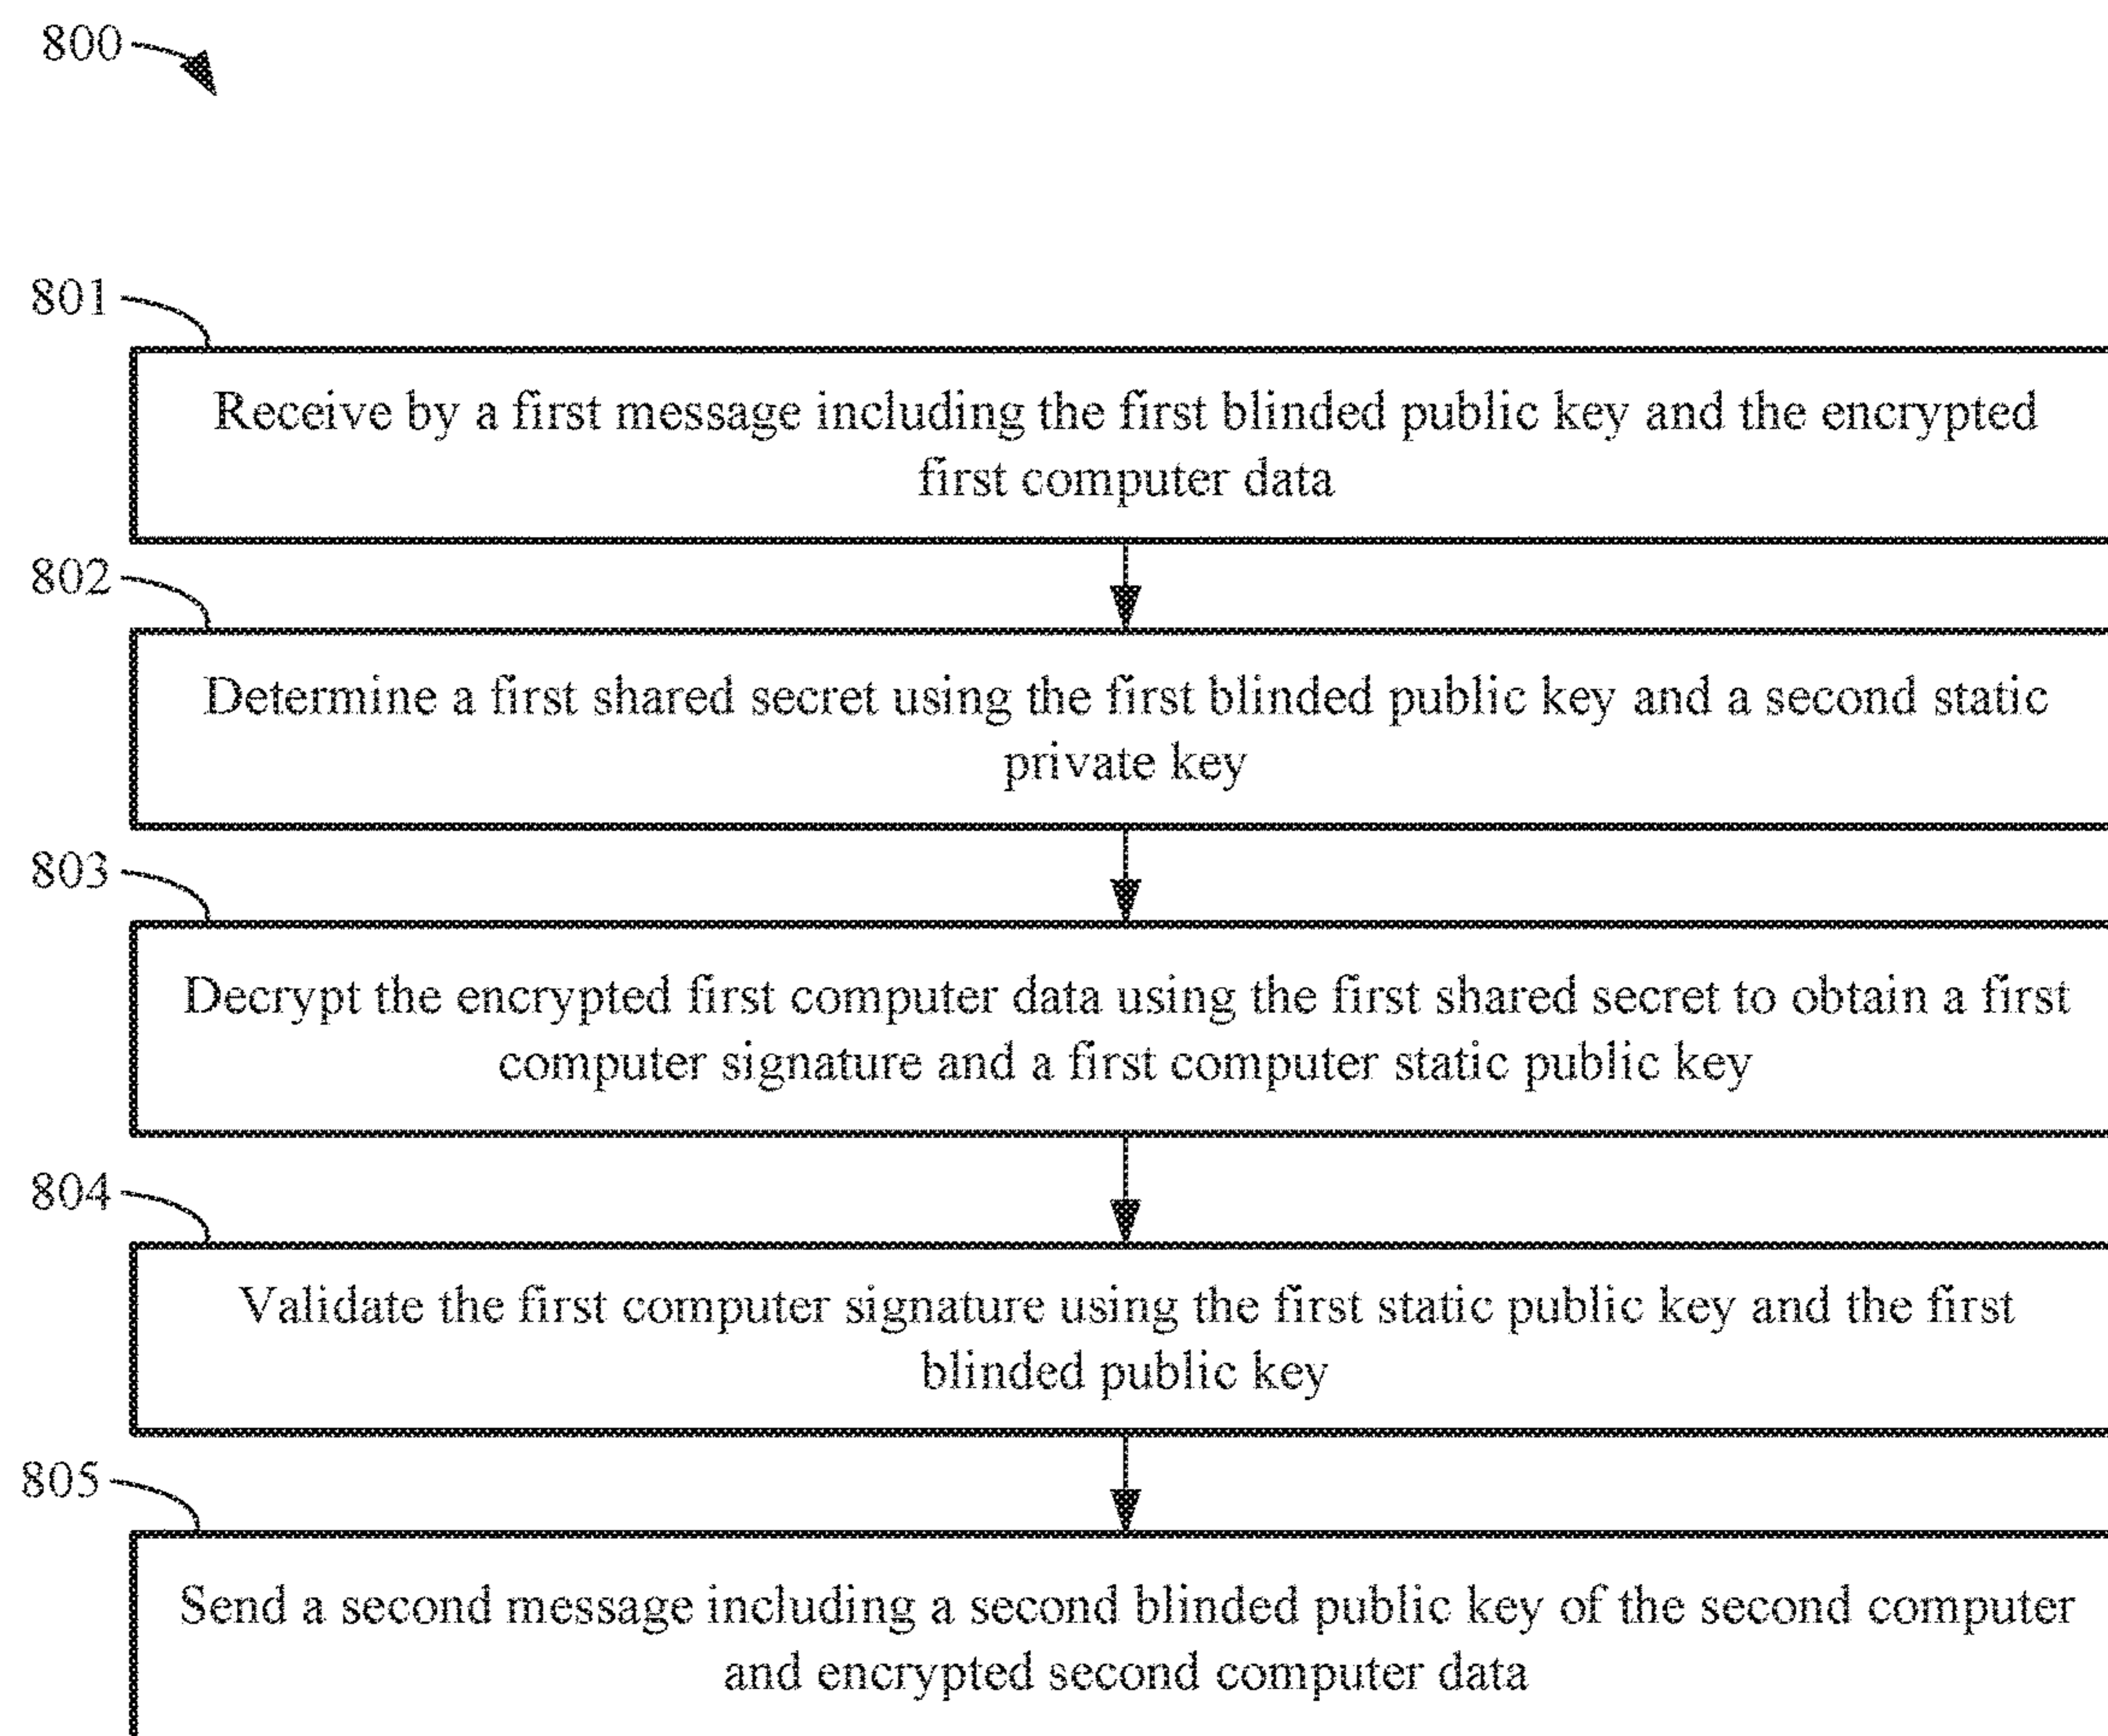 800
801
Receive by a first message including the first blinded public key and the encrypted
first computer data
802
Determine a first shared secret using the first blinded public key and a second static
private key
803
Decrypt the encrypted first computer data using the first shared secret to obtain a first
computer signature and a first computer static public key
804
Validate the first computer signature using the first static public key and the first
blinded public key
805
Send a second message including a second blinded public key of the second computer
and encrypted second computer data